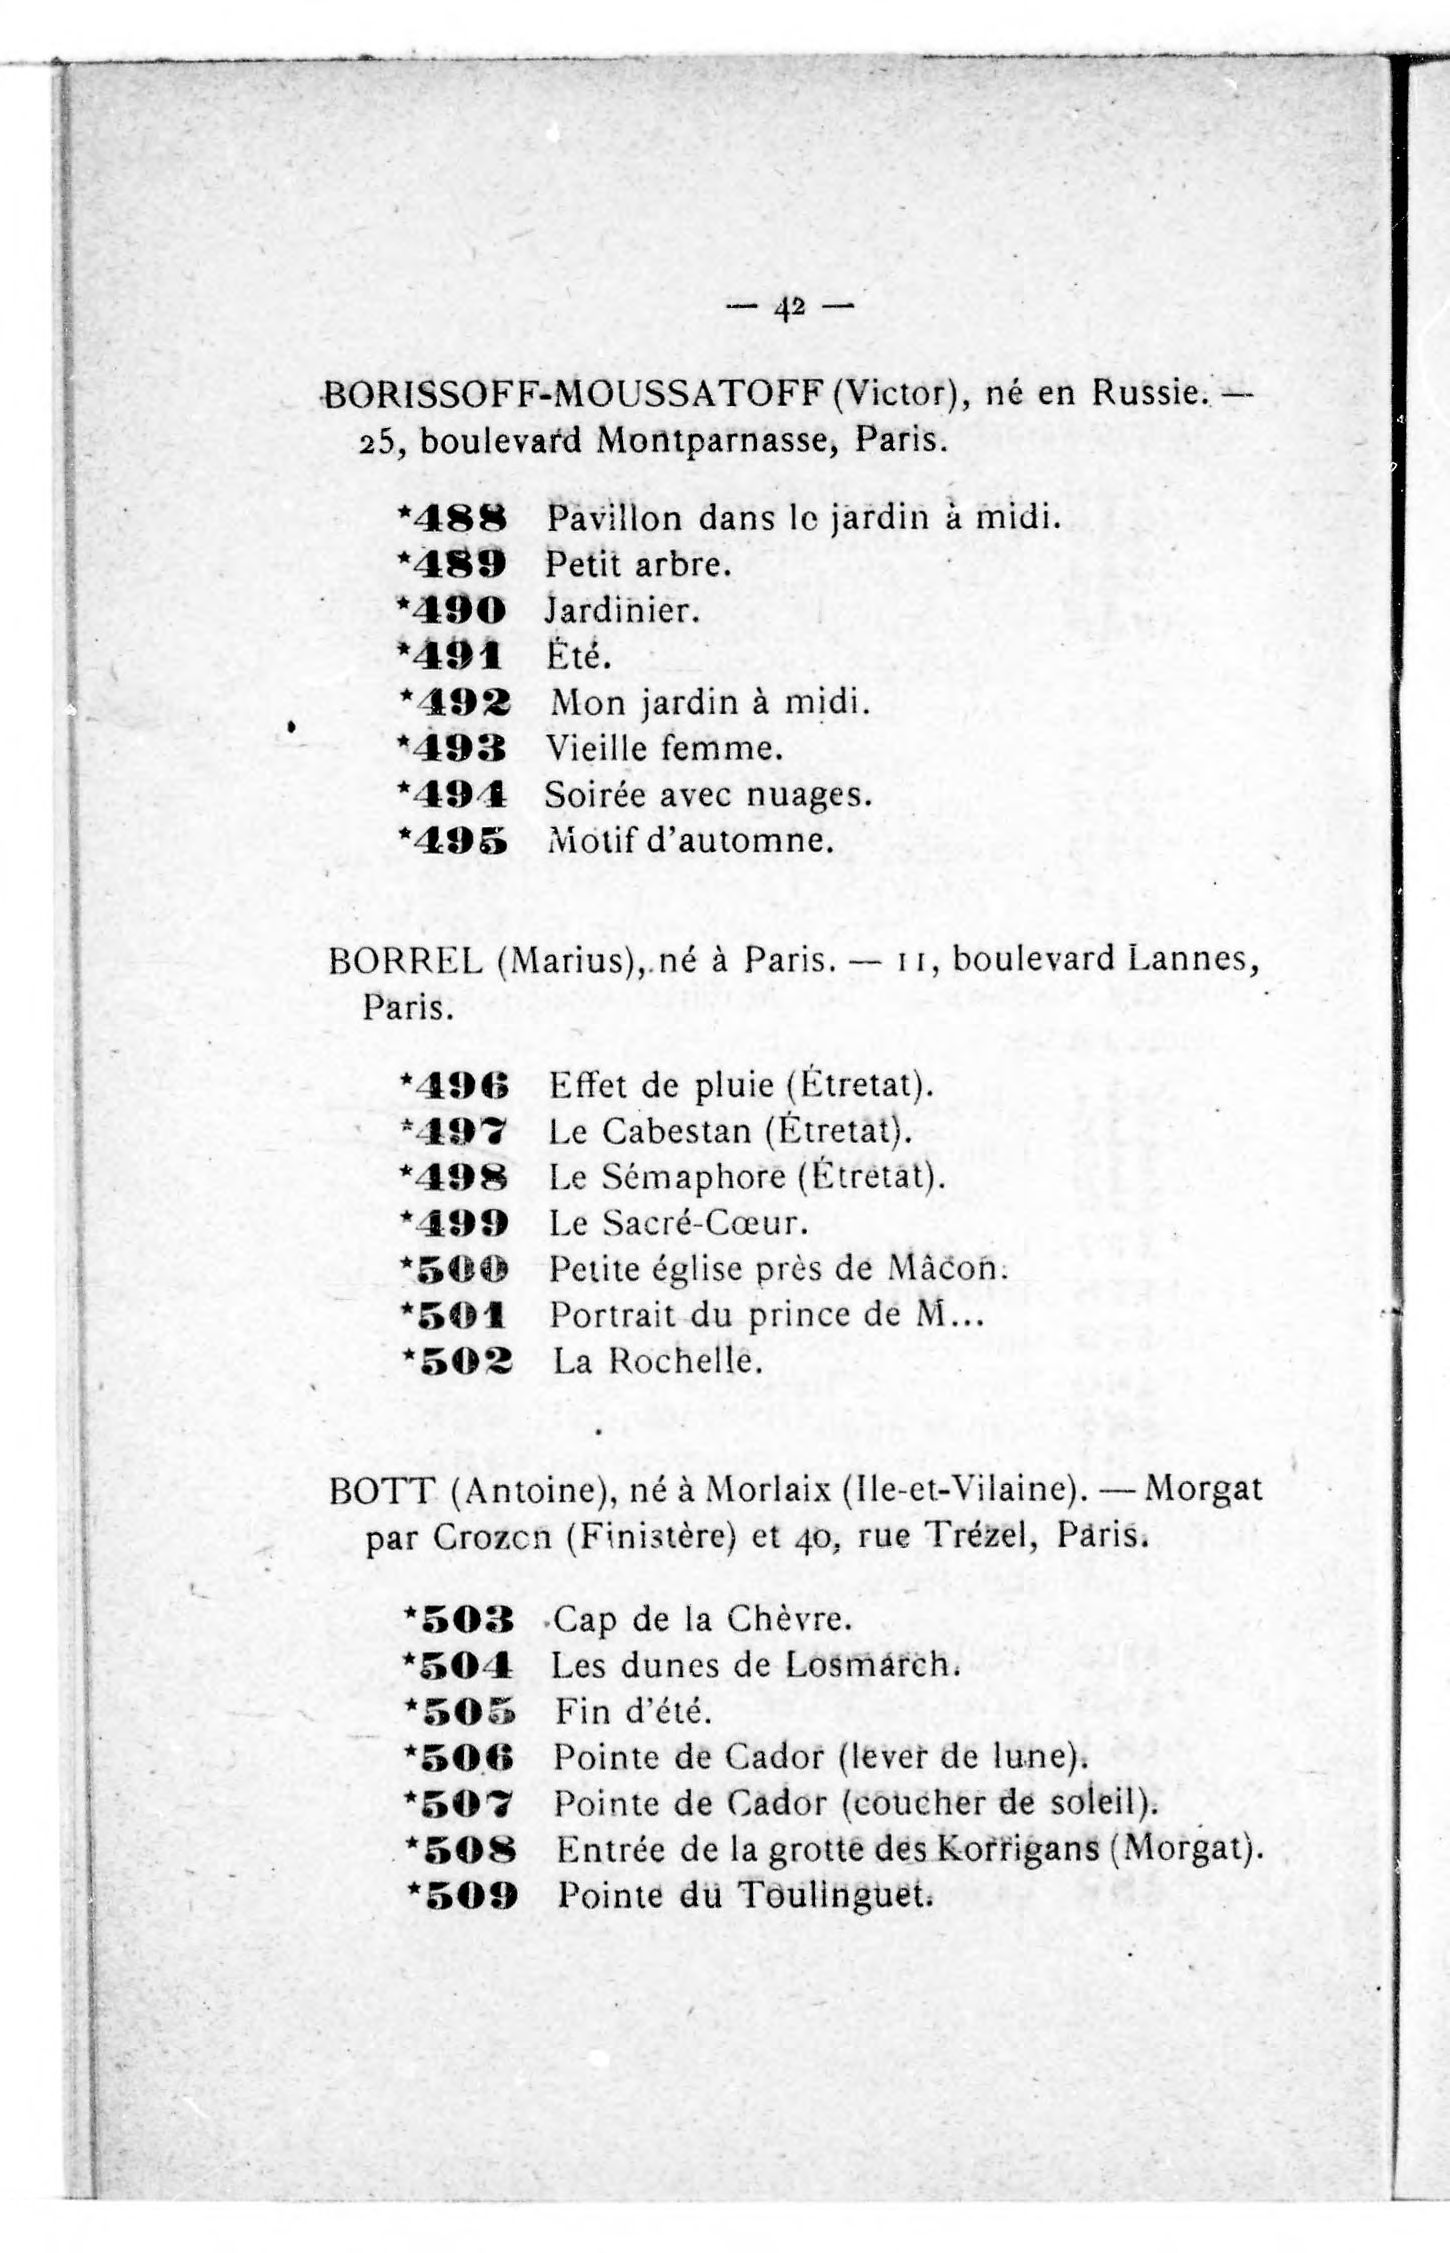 — 42 —
BORISSOFF-MOUSSATOFF (Victor), né en Russie. —
25, boulevard Montparnasse, Paris.
*488 Pavillon dans le jardin à midi.
*489 Petit arbre.
*490 Jardinier.
*491 Été.
*492 Mon jardin à midi.
*493 Vieille femme.
*494 Soirée avec nuages.
*495 Motif d'automne.
BORREL (Marius), né à Paris. — 11, boulevard Lannes,
Paris.
*496 Effet de pluie (Étretat).
*497 Le Cabestan (Étretat).
*498 Le Sémaphore (Étretat).
*499 Le Sacré-Cœur.
*500 Petite église près de Mâcon.
*501 Portrait du prince de M...
*502 La Rochelle.
BOTT (Antoine), né à Morlaix (Ile-et-Vilaine). — Morgat
par Crozen (Finistère) et 40, rue Trézel, Paris.
*503 Cap de la Chèvre.
*504 Les dunes de Losmarch.
*505 Fin d'été.
*506 Pointe de Cador (lever de lune).
*507 Pointe de Cador (coucher de soleil).
*508 Entrée de la grotte des Korrigans (Morgat).
*509 Pointe du Toulinguet.